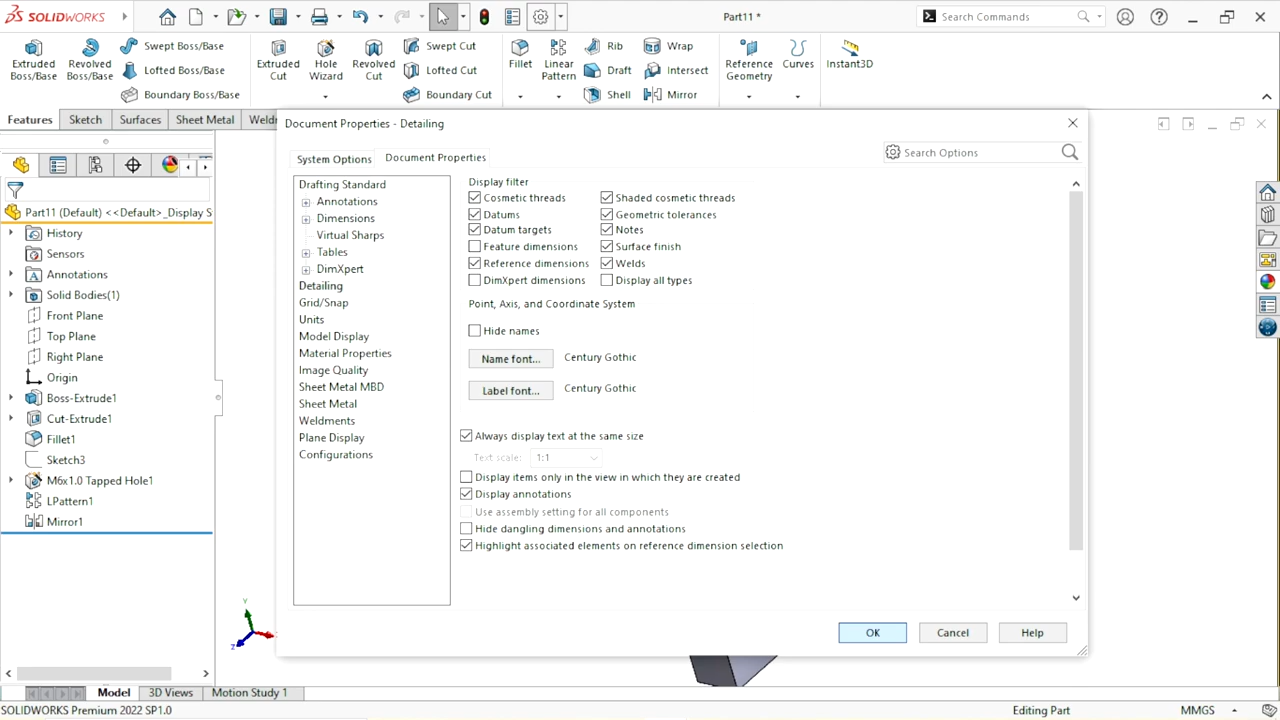 SOLIDWORKS
Part11 *
Search Commands
Extruded Boss/Base
Revolved Boss/Base
Swept Boss/Base
Lofted Boss/Base
Boundary Boss/Base
Extruded Cut
Hole Wizard
Revolved Cut
Swept Cut
Lofted Cut
Boundary Cut
Fillet
Linear Pattern
Rib
Draft
Shell
Wrap
Intersect
Mirror
Reference Geometry
Curves
Instant3D
Features
Sketch
Surfaces
Sheet Metal
Document Properties - Detailing
System Options
Document Properties
Search Options
Part11 (Default) <<Default>_Display S
History
Sensors
Annotations
Solid Bodies(1)
Front Plane
Top Plane
Right Plane
Origin
Boss-Extrude1
Cut-Extrude1
Fillet1
Sketch3
M6x1.0 Tapped Hole1
LPattern1
Mirror1
Drafting Standard
Annotations
Dimensions
Virtual Sharps
Tables
DimXpert
Detailing
Grid/Snap
Units
Model Display
Material Properties
Image Quality
Sheet Metal MBD
Sheet Metal
Weldments
Plane Display
Configurations
Display filter
Cosmetic threads
Shaded cosmetic threads
Datums
Geometric tolerances
Datum targets
Notes
Feature dimensions
Surface finish
Reference dimensions
Welds
DimXpert dimensions
Display all types
Point, Axis, and Coordinate System
Hide names
Name font...
Century Gothic
Label font...
Century Gothic
Always display text at the same size
Text scale:
1:1
Display items only in the view in which they are created
Display annotations
Use assembly setting for all components
Hide dangling dimensions and annotations
Highlight associated elements on reference dimension selection
OK
Cancel
Help
Y
Z
Model
3D Views
Motion Study 1
SOLIDWORKS Premium 2022 SP1.0
Editing Part
MMGS